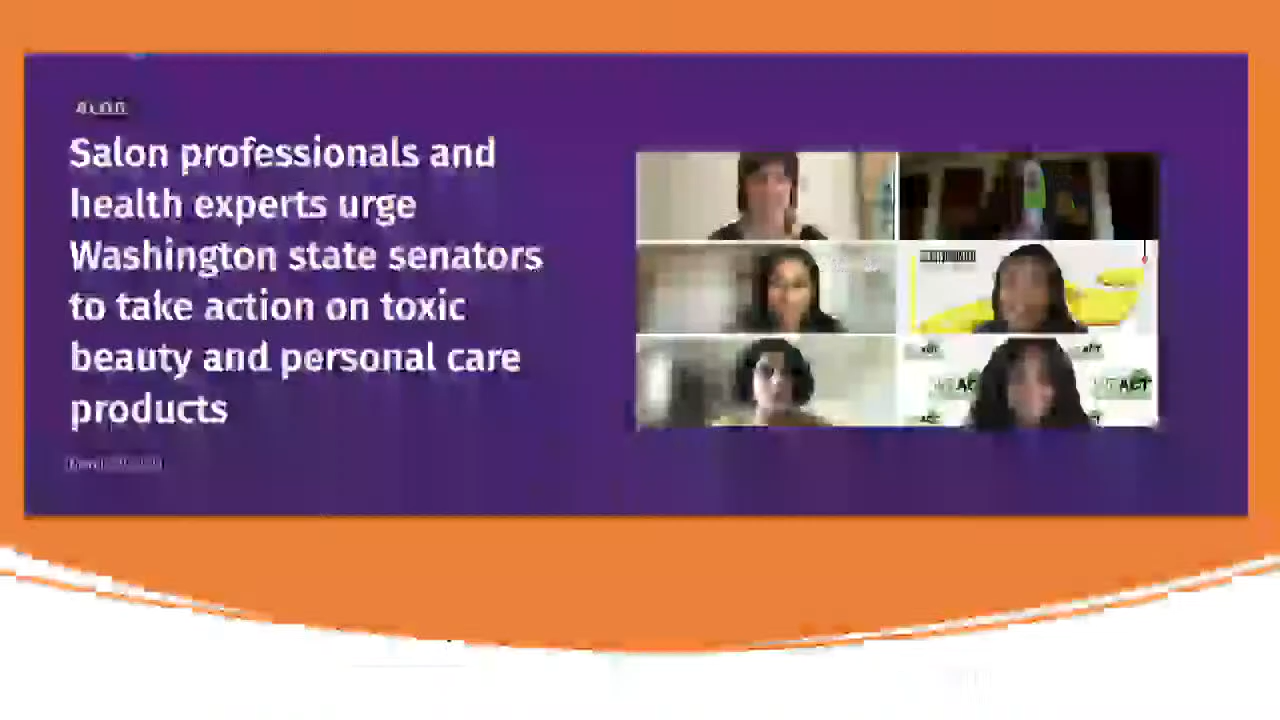 BLOG
Salon professionals and
health experts urge
Washington state senators
to take action on toxic
beauty and personal care
products